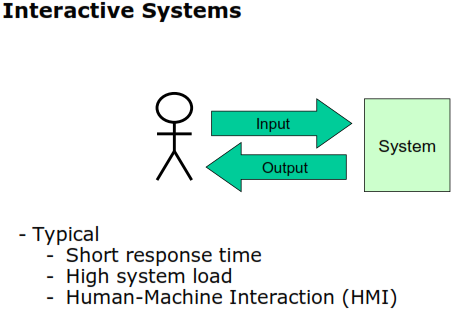 Interactive Systems
Input
System
Output
- Typical
- Short response time
- High system load
- Human-Machine Interaction (HMI)